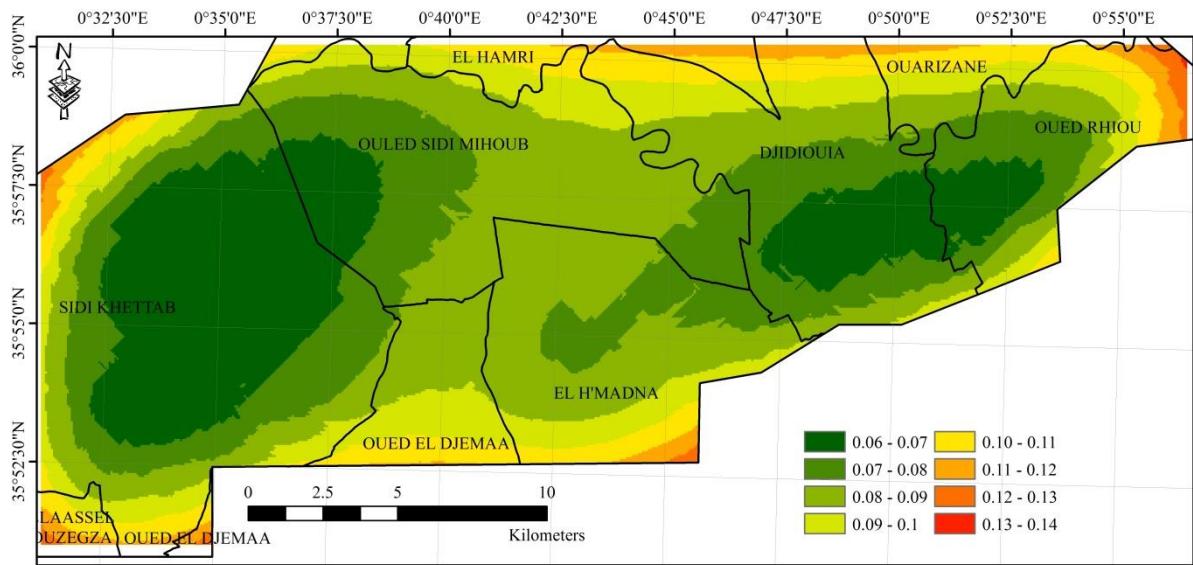 0°32'30"E 0°35'0"E 0°37'30"E 0°40'0"E 0°42'30"E 0°45'0"E 0°47'30"E 0°50'0"E 0°52'30"E 0°55'0"E
36°0'0"N
35°57'30"N
35°55'0"N
35°52'30"N
N
EL HAMRI
OUARIZANE
OULED SIDI MIHOUB
DJIDIOUIA
OUED RHIOU
SIDI KHETTAB
EL H'MADNA
OUED EL DJEMAA
LAASSEL
OUZEGZA
OUED EL DJEMAA
0 2.5 5 10
Kilometers
0.06 - 0.07 0.10 - 0.11
0.07 - 0.08 0.11 - 0.12
0.08 - 0.09 0.12 - 0.13
0.09 - 0.1 0.13 - 0.14